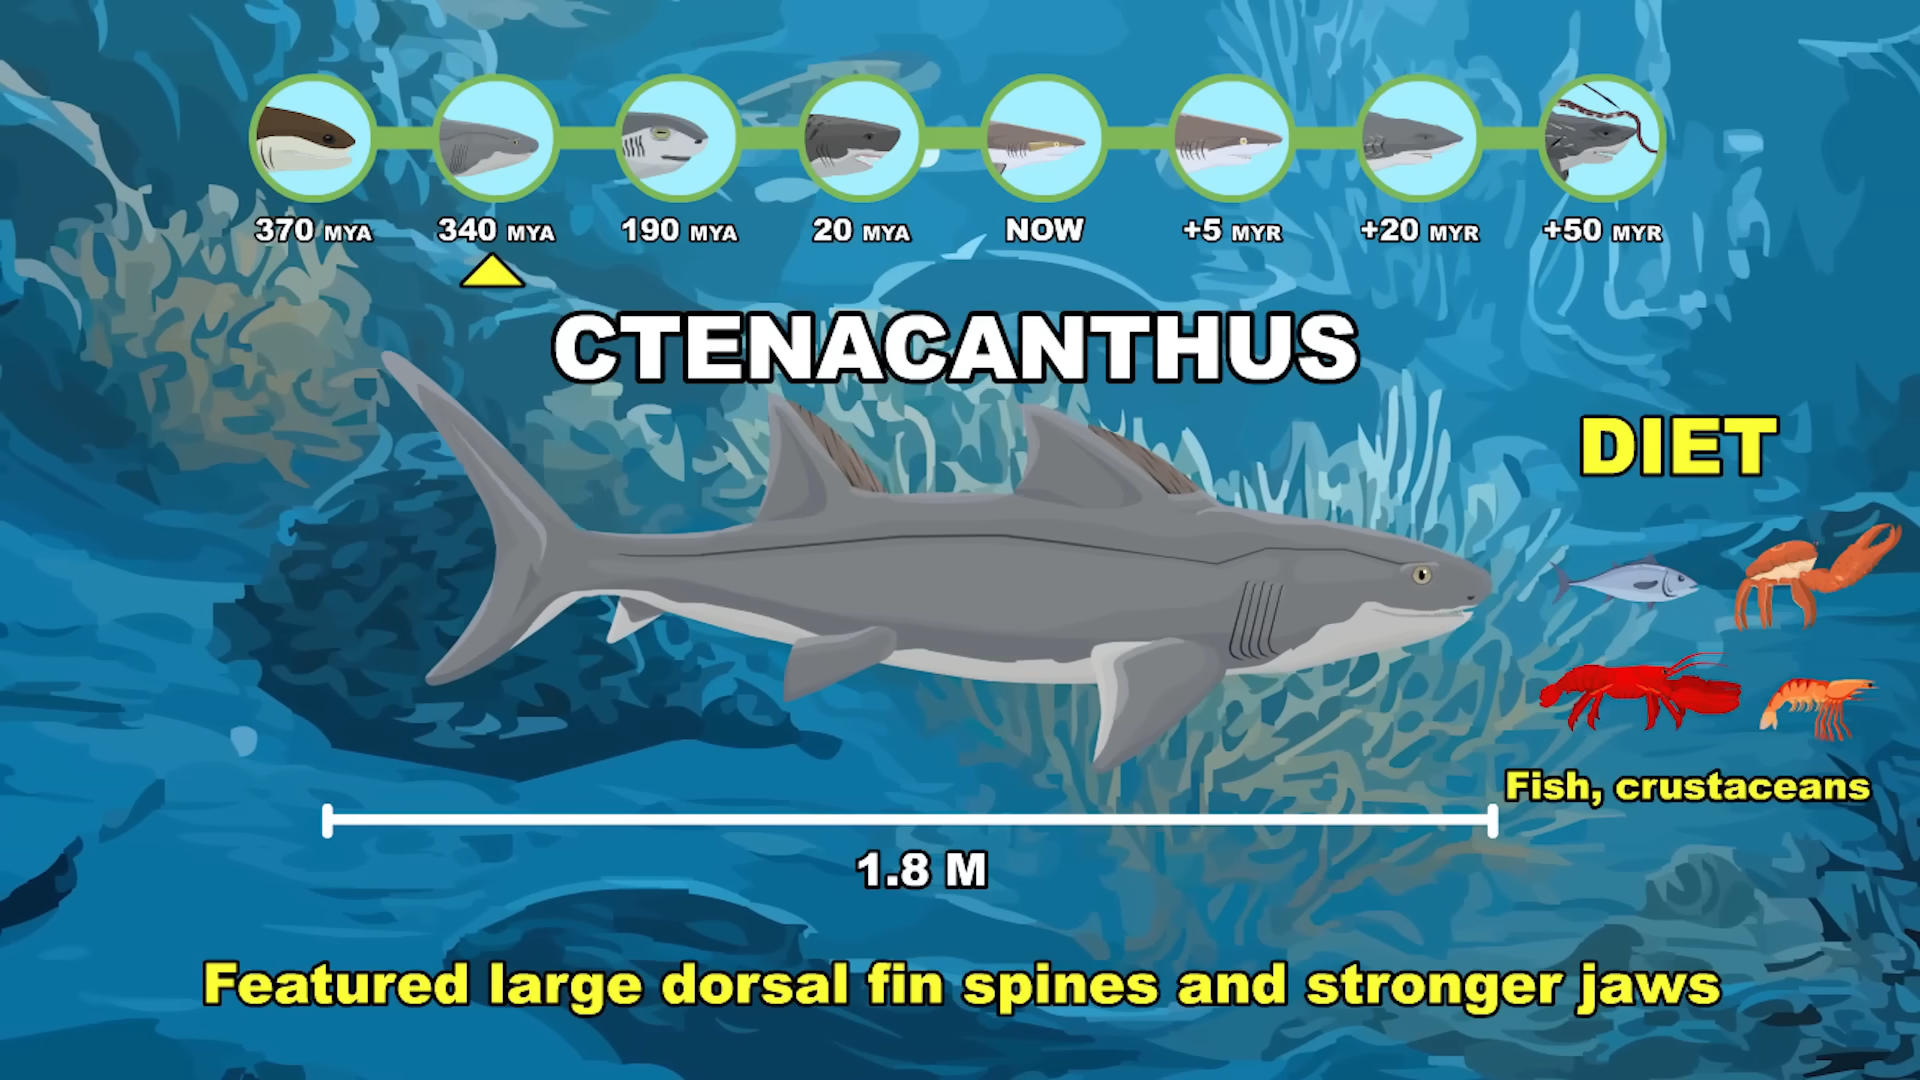 370 MYA 340 MYA 190 MYA 20 MYA NOW +5 MYR +20 MYR +50 MYR
CTENACANTHUS
DIET
Fish, crustaceans
1.8 M
Featured large dorsal fin spines and stronger jaws